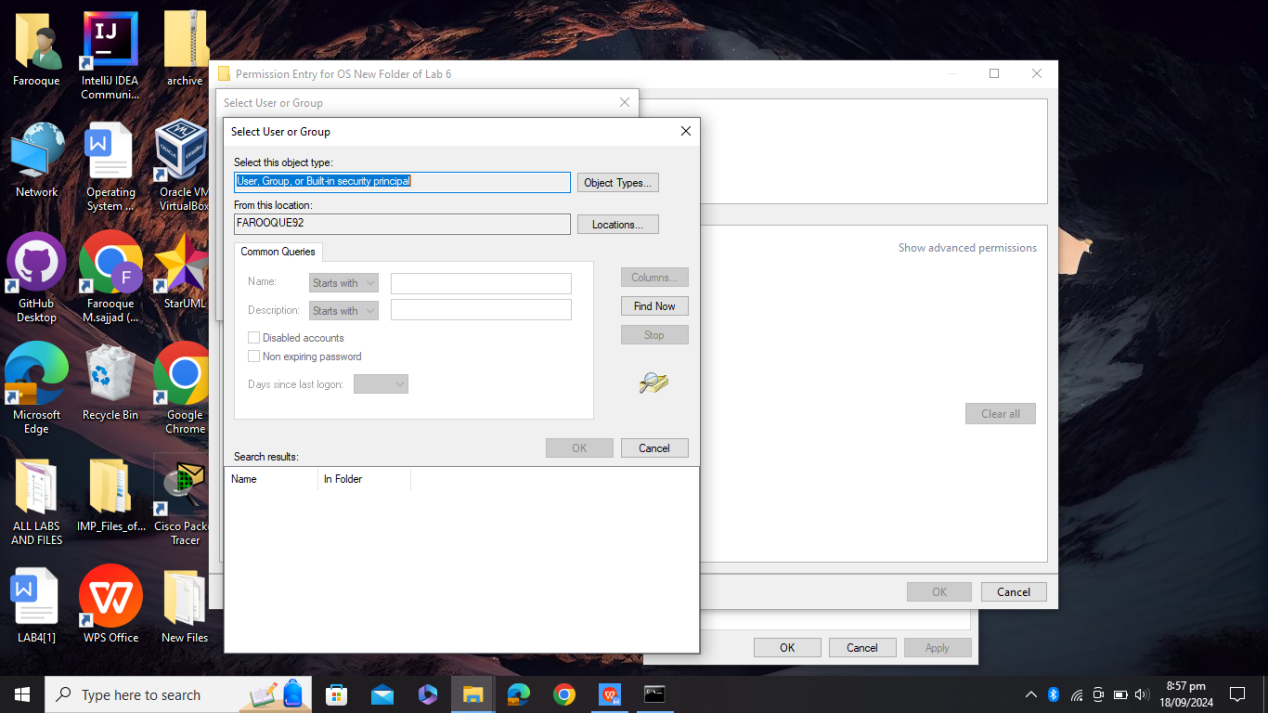 Farooque
IntelliJ IDEA
Communi...
archive
Network
Operating
System ...
Oracle VM
VirtualBox
GitHub
Desktop
Farooque
M.sajjad (...
StarUML
Microsoft
Edge
Recycle Bin
Google
Chrome
ALL LABS
AND FILES
IMP_Files_of...
Cisco Pack
Tracer
LAB4[1]
WPS Office
New Files
Permission Entry for OS New Folder of Lab 6
Select User or Group
Select User or Group
Select this object type:
User, Group, or Built-in security principal
Object Types...
From this location:
FAROOQUE92
Locations...
Common Queries
Name:
Starts with
Description:
Starts with
Disabled accounts
Non expiring password
Days since last logon:
Columns...
Find Now
Stop
OK
Cancel
Search results:
Name
In Folder
Show advanced permissions
Clear all
OK
Cancel
OK
Cancel
Apply
Type here to search
8:57 pm
18/09/2024